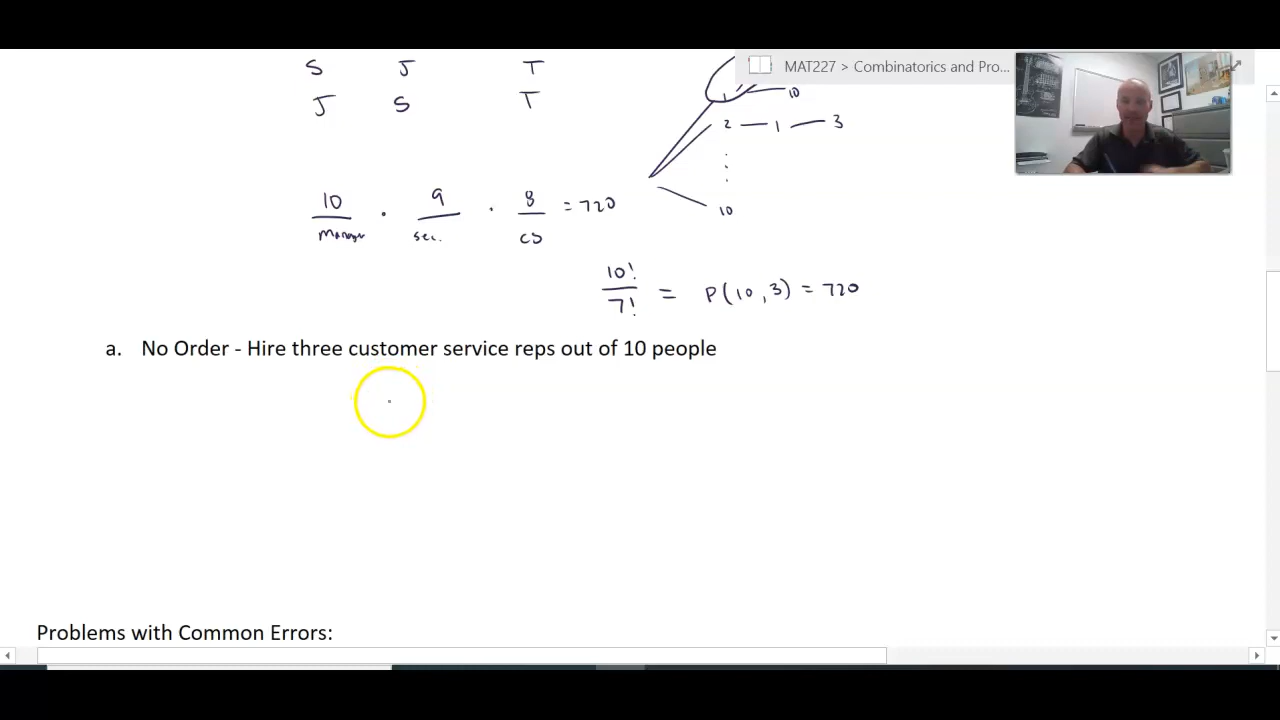 MAT227 > Combinatorics and Pro...
S J T
J S T
10
2 — 1 — 3
10
10 · 9 · 8 = 720
Manager sec. CS
10!
7! = P(10,3) = 720
a. No Order - Hire three customer service reps out of 10 people
Problems with Common Errors: